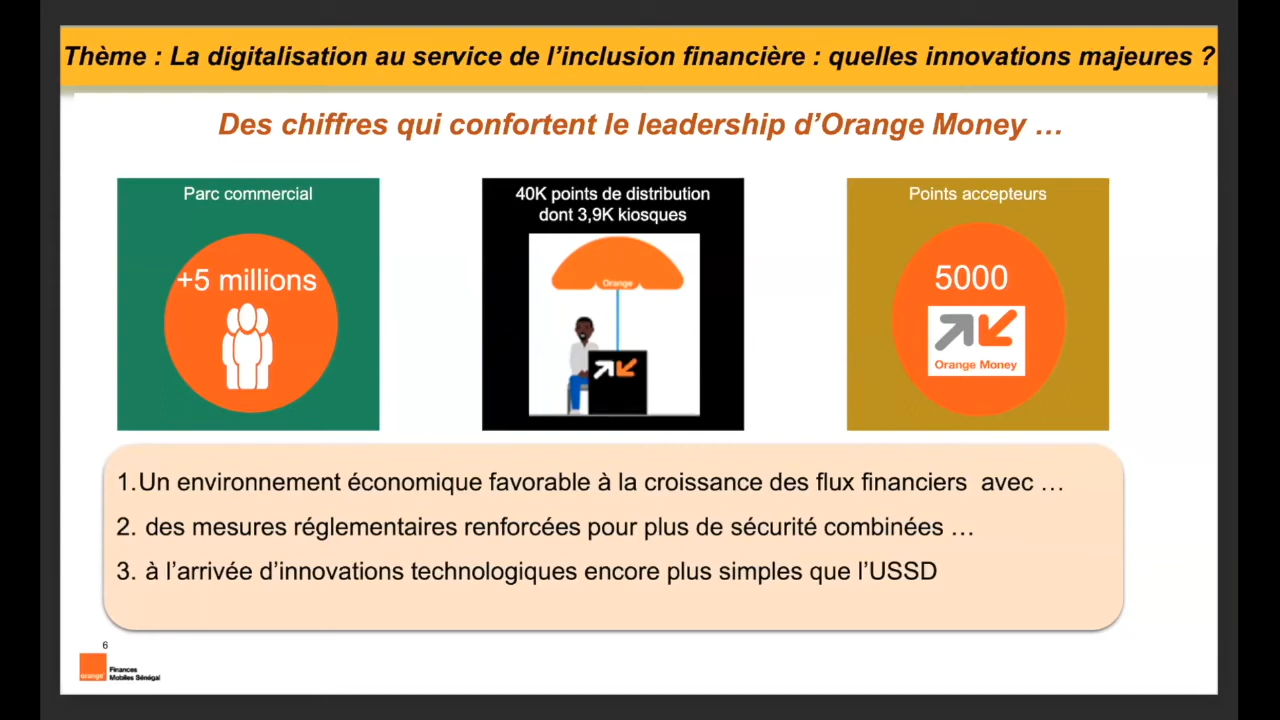 Thème : La digitalisation au service de l’inclusion financière : quelles innovations majeures ?
Des chiffres qui confortent le leadership d’Orange Money …
Parc commercial
+5 millions
40K points de distribution
dont 3,9K kiosques
Orange
Points accepteurs
5000
Orange Money
1.Un environnement économique favorable à la croissance des flux financiers avec …
2. des mesures réglementaires renforcées pour plus de sécurité combinées …
3. à l’arrivée d’innovations technologiques encore plus simples que l’USSD
6
orange
Finances
Mobiles Sénégal